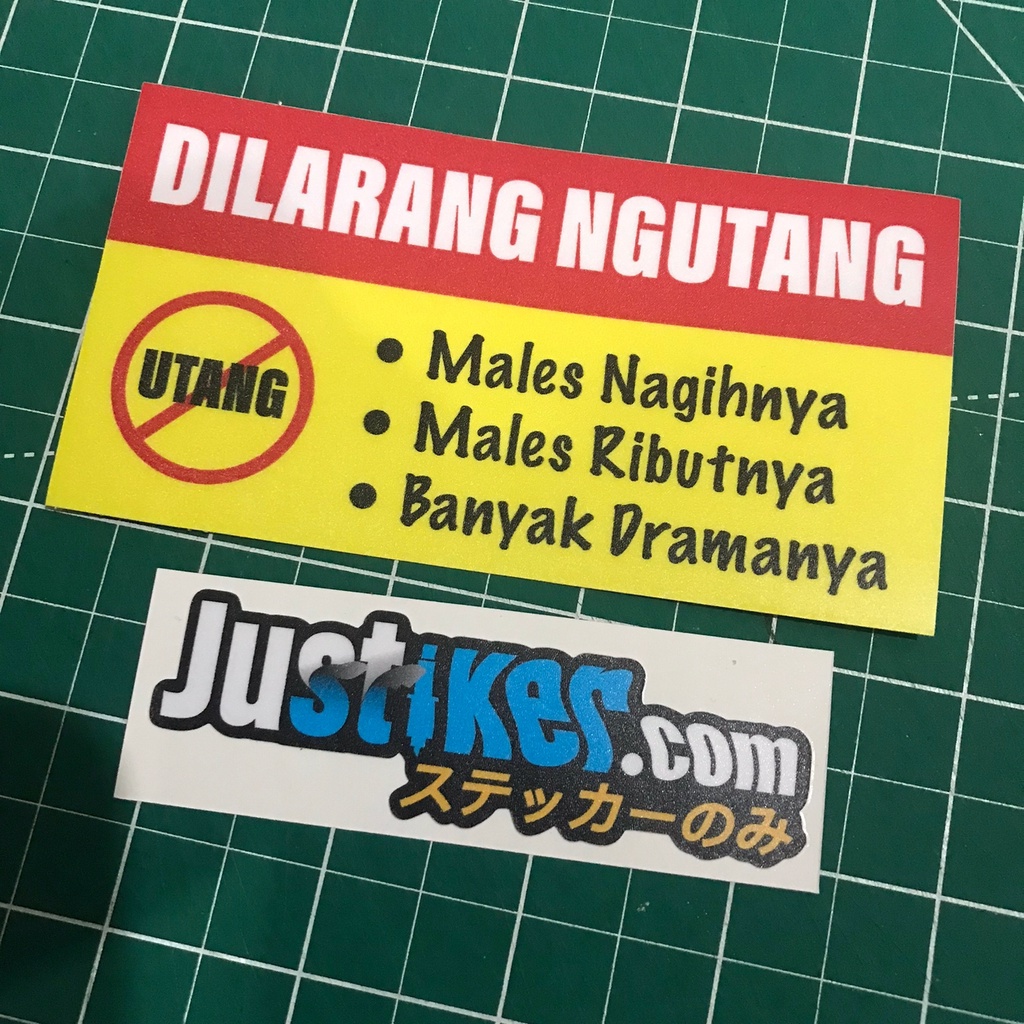 DILARANG NGUTANG
UTANG
• Males Nagihnya
• Males Ributnya
• Banyak Dramanya
Justiker.com
ステッカーのみ